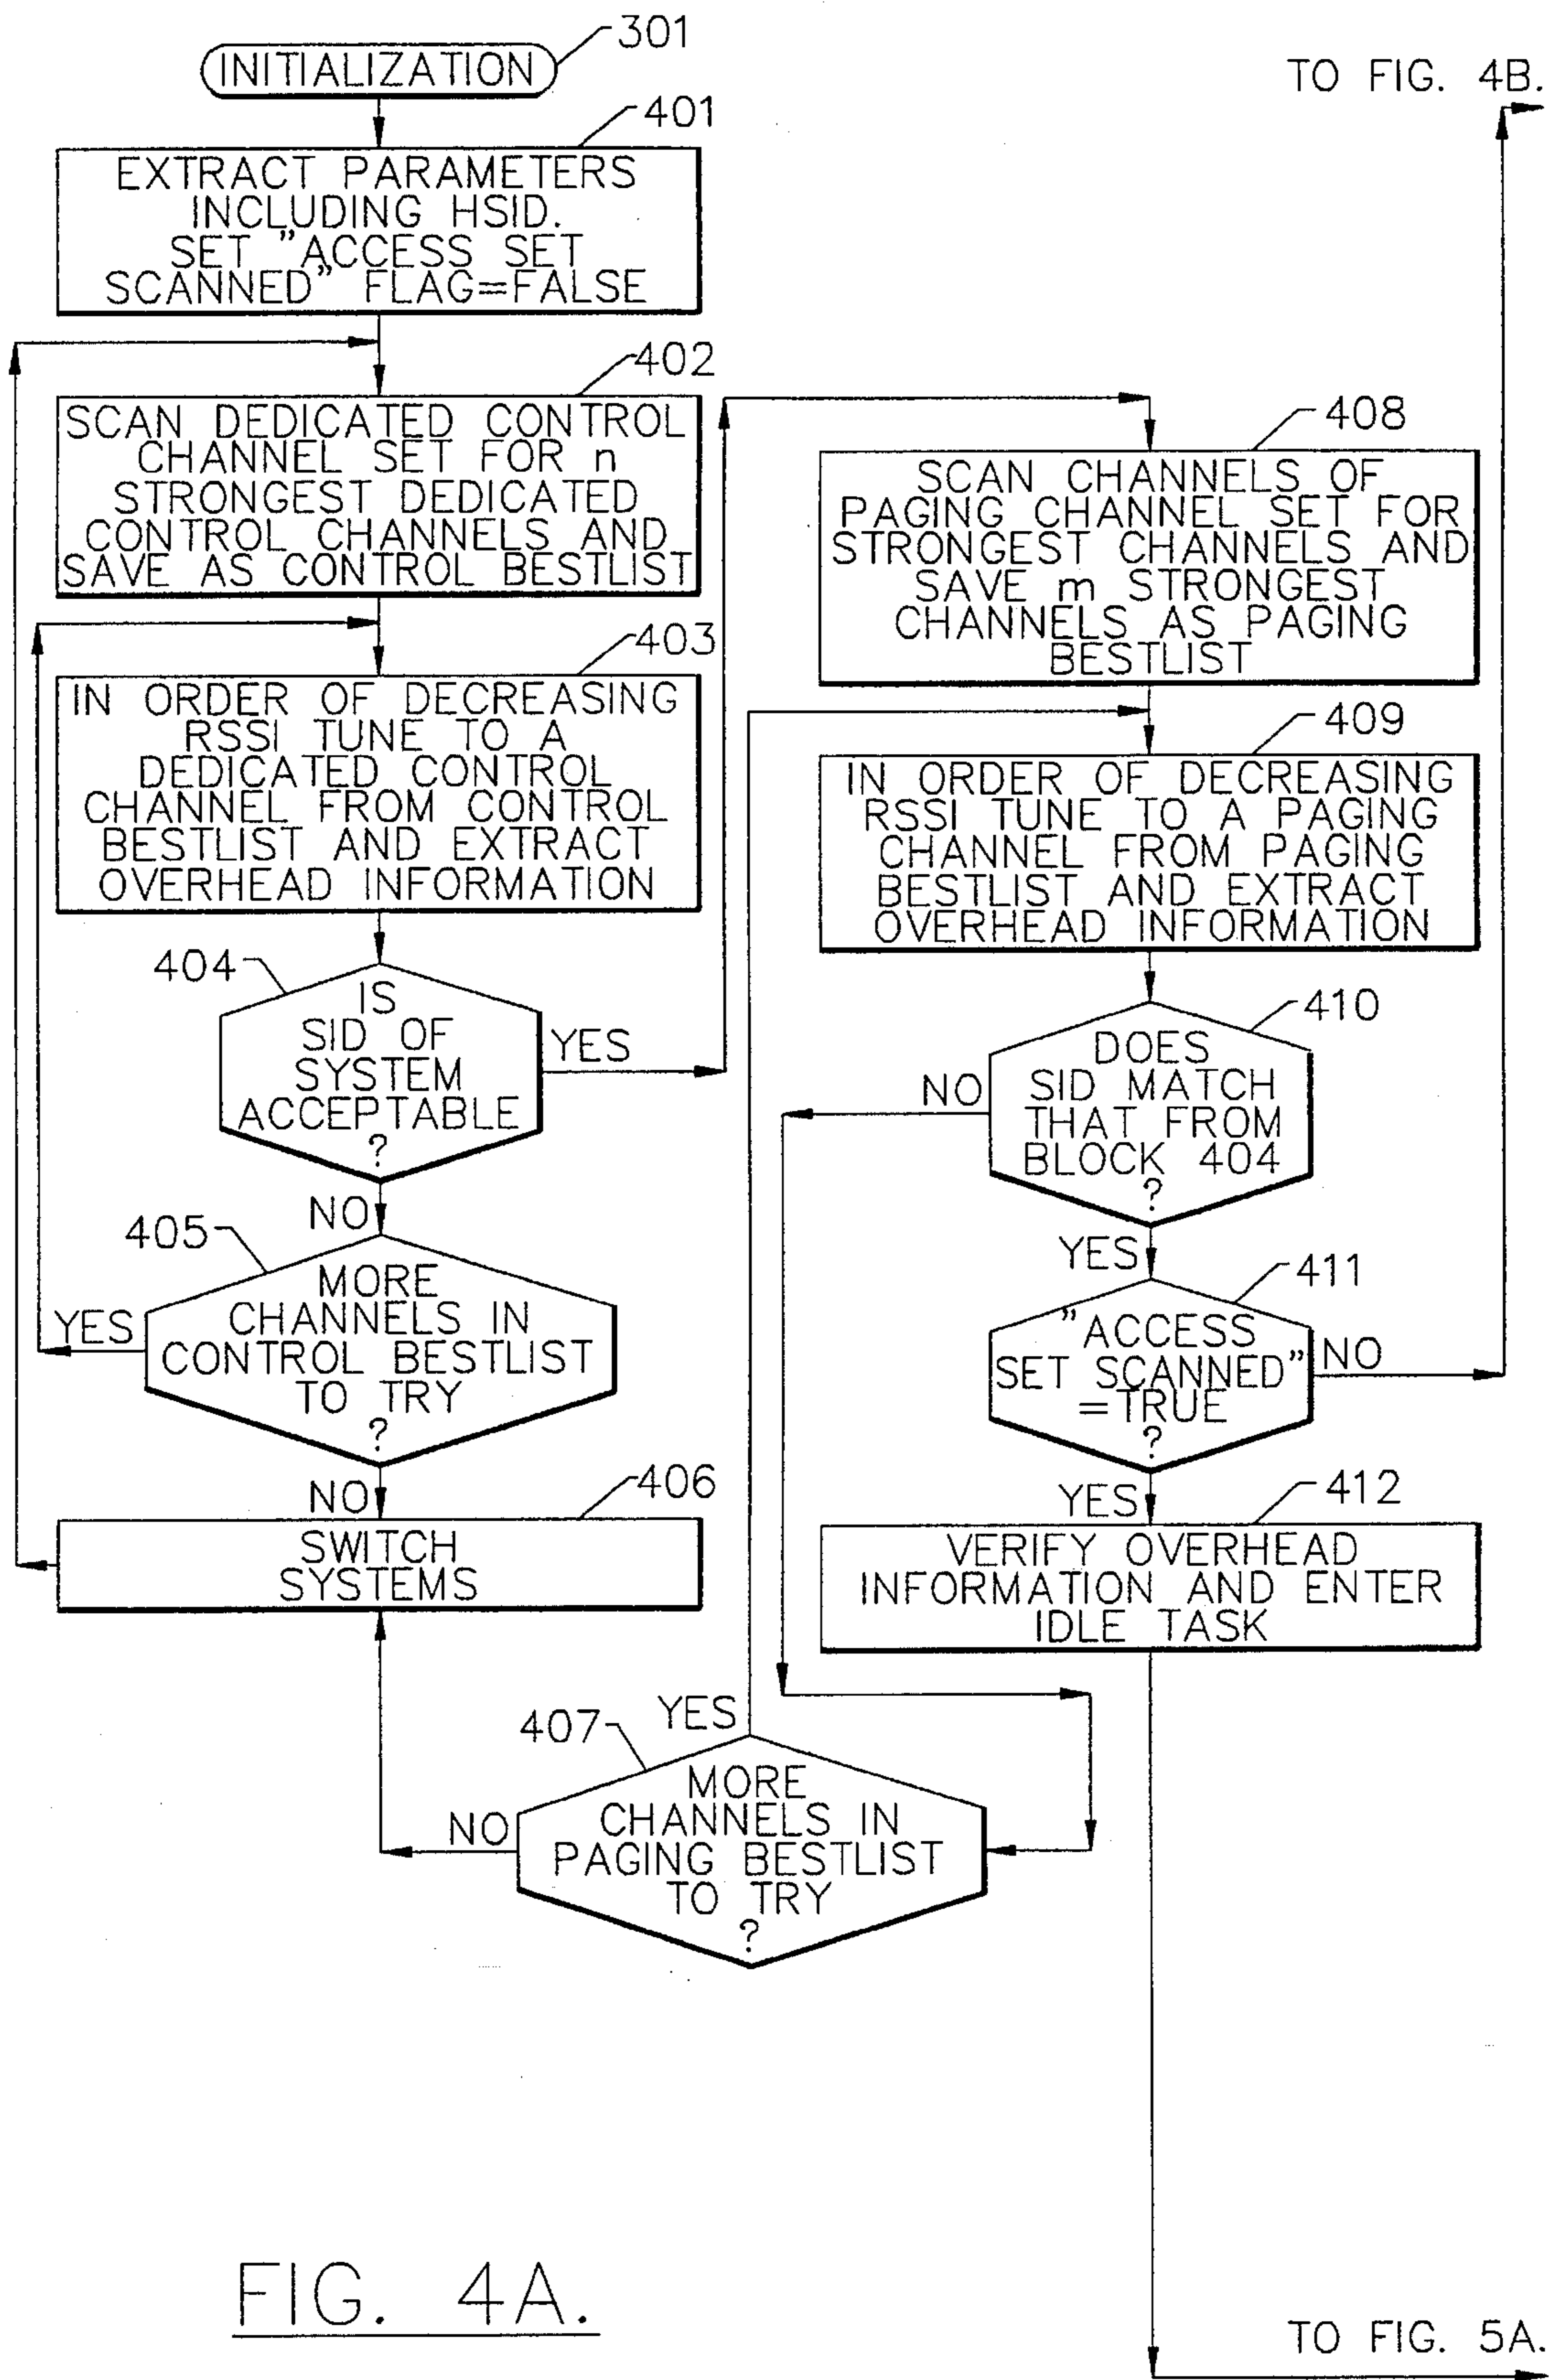 INITIALIZATION
301
401
EXTRACT PARAMETERS
INCLUDING HSID.
SET "ACCESS SET
SCANNED" FLAG=FALSE
402
SCAN DEDICATED CONTROL
CHANNEL SET FOR n
STRONGEST DEDICATED
CONTROL CHANNELS AND
SAVE AS CONTROL BESTLIST
403
IN ORDER OF DECREASING
RSSI TUNE TO A
DEDICATED CONTROL
CHANNEL FROM CONTROL
BESTLIST AND EXTRACT
OVERHEAD INFORMATION
404
IS
SID OF
SYSTEM
ACCEPTABLE
?
YES
NO
405
MORE
CHANNELS IN
CONTROL BESTLIST
TO TRY
?
YES
NO
406
SWITCH
SYSTEMS
407
YES
MORE
CHANNELS IN
PAGING BESTLIST
TO TRY
?
NO
TO FIG. 4B.
408
SCAN CHANNELS OF
PAGING CHANNEL SET FOR
STRONGEST CHANNELS AND
SAVE m STRONGEST
CHANNELS AS PAGING
BESTLIST
409
IN ORDER OF DECREASING
RSSI TUNE TO A PAGING
CHANNEL FROM PAGING
BESTLIST AND EXTRACT
OVERHEAD INFORMATION
410
DOES
SID MATCH
THAT FROM
BLOCK 404
?
NO
YES
411
"ACCESS
SET SCANNED"
=TRUE
?
NO
YES
412
VERIFY OVERHEAD
INFORMATION AND ENTER
IDLE TASK
FIG. 4A.
TO FIG. 5A.